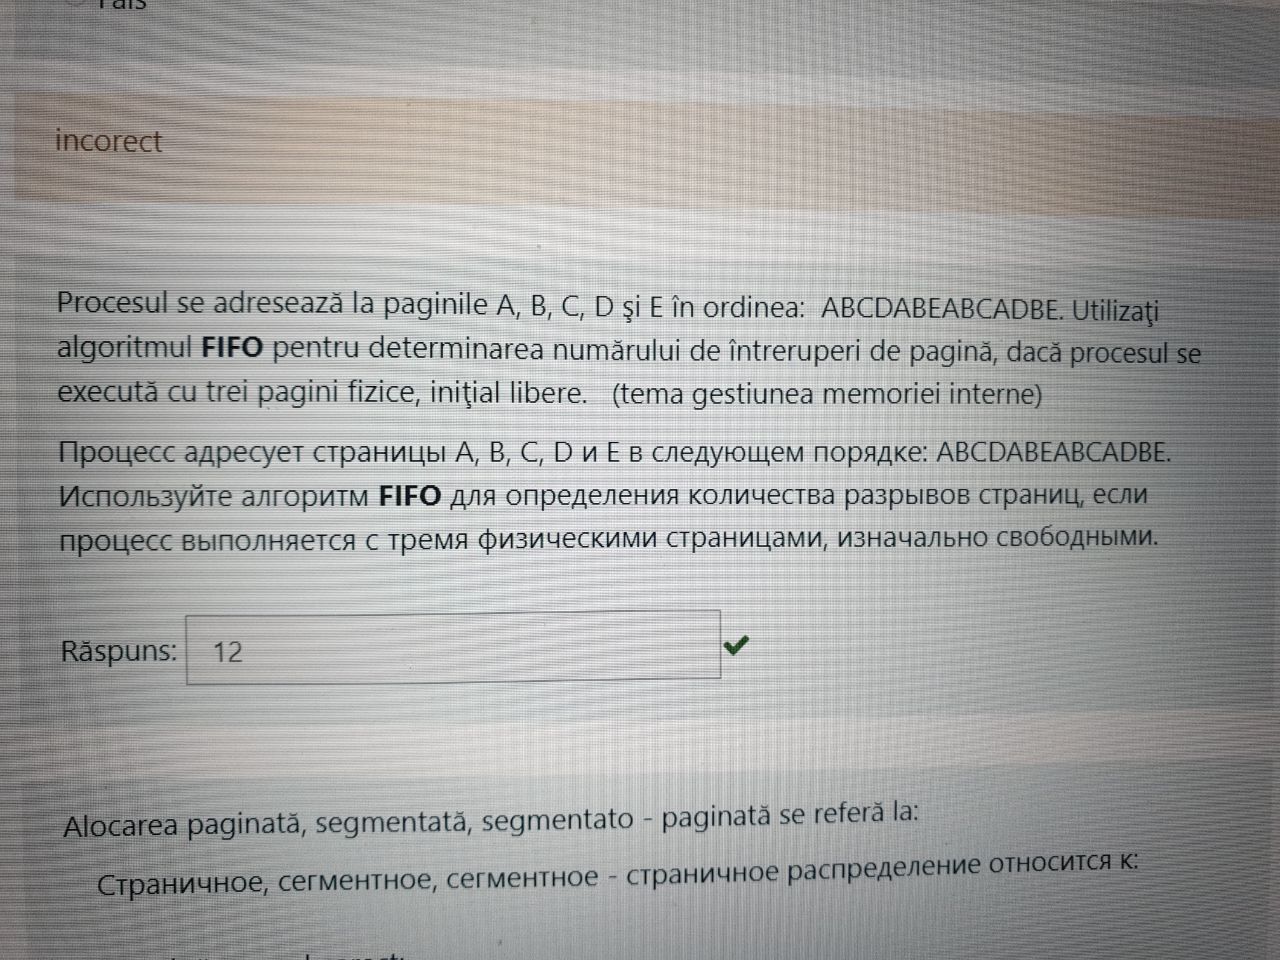 incorect
Procesul se adresează la paginile A, B, C, D şi E în ordinea: ABCDABEABCADBE. Utilizaţi
algoritmul FIFO pentru determinarea numărului de întreruperi de pagină, dacă procesul se
execută cu trei pagini fizice, iniţial libere. (tema gestiunea memoriei interne)
Процесс адресует страницы A, B, C, D и E в следующем порядке: ABCDABEABCADBE.
Используйте алгоритм FIFO для определения количества разрывов страниц, если
процесс выполняется с тремя физическими страницами, изначально свободными.
Răspuns: 12
Alocarea paginată, segmentată, segmentato - paginată se referă la:
Страничное, сегментное, сегментное - страничное распределение относится к: